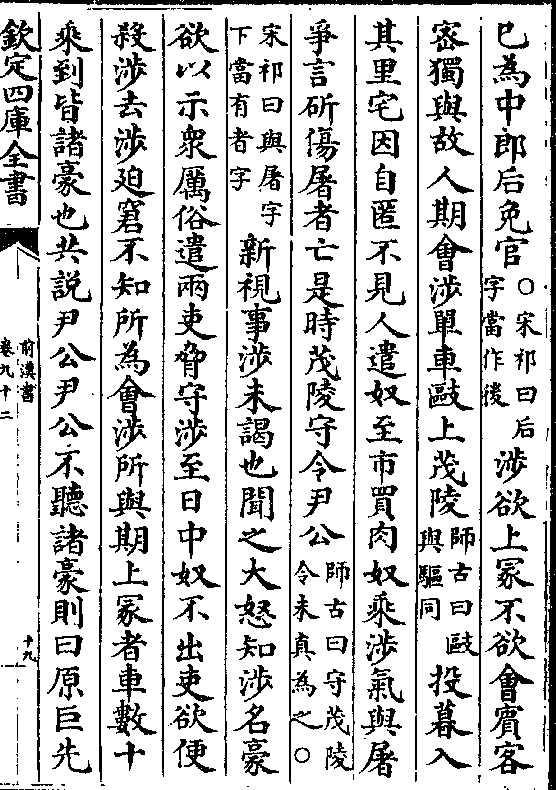 已為中郎后免官○宋祁曰后字當作後涉欲上冢不欲會賓客
宻獨與故人期會涉單車敺上茂陵師古曰敺與驅同投暮入
其里宅因自匿不見人遣奴至市買肉奴乘涉氣與屠
爭言斫傷屠者亡是時茂陵守令尹公師古曰守茂陵令未真為之○
宋祁曰與屠字下當有者字新視事涉未謁也聞之大怒知涉名豪
欲以示衆厲俗遣兩吏脅守涉至日中奴不出吏欲便
殺涉去涉廹窘不知所為會涉所與期上冢者車數十
乘到皆諸豪也共說尹公尹公不聽諸豪則曰原巨先
欽定四庫全書
前漢書
卷九十二
十九